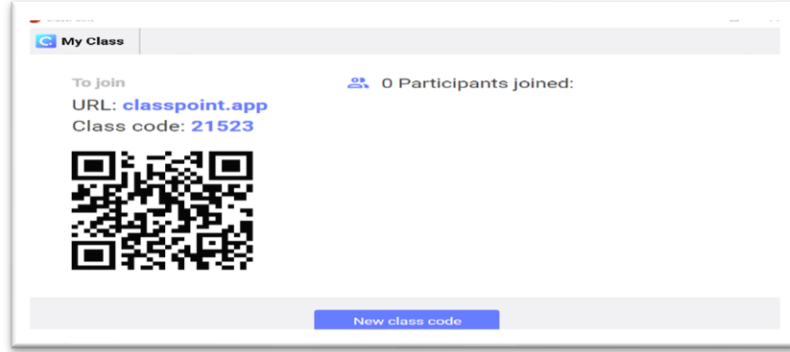 My Class
To join
URL: classpoint.app
Class code: 21523
0 Participants joined:
New class code